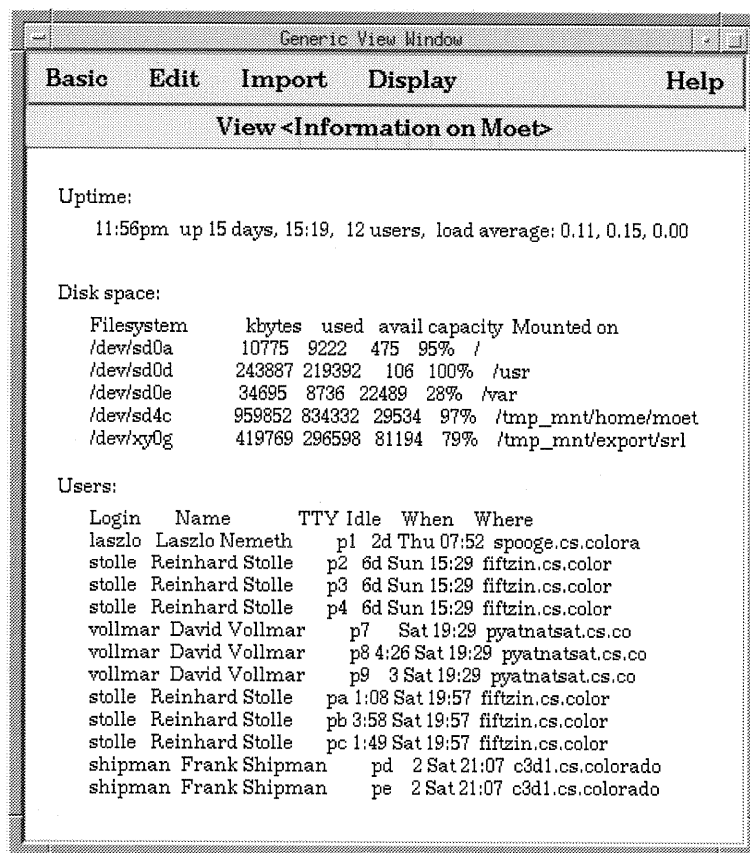 Generic View Window
Basic Edit Import Display Help
View <Information on Moet>
Uptime:
11:56pm up 15 days, 15:19, 12 users, load average: 0.11, 0.15, 0.00
Disk space:
Filesystem kbytes used avail capacity Mounted on
/dev/sd0a 10775 9222 475 95% /
/dev/sd0d 243887 219392 106 100% /usr
/dev/sd0e 34695 8736 22489 28% /var
/dev/sd4c 959852 834332 29534 97% /tmp_mnt/home/moet
/dev/xy0g 419769 296598 81194 79% /tmp_mnt/export/srl
Users:
Login Name TTY Idle When Where
laszlo Laszlo Nemeth p1 2d Thu 07:52 spooge.cs.colora
stolle Reinhard Stolle p2 6d Sun 15:29 fiftzin.cs.color
stolle Reinhard Stolle p3 6d Sun 15:29 fiftzin.cs.color
stolle Reinhard Stolle p4 6d Sun 15:29 fiftzin.cs.color
vollmar David Vollmar p7 Sat 19:29 pyatnatsat.cs.co
vollmar David Vollmar p8 4:26 Sat 19:29 pyatnatsat.cs.co
vollmar David Vollmar p9 3 Sat 19:29 pyatnatsat.cs.co
stolle Reinhard Stolle pa 1:08 Sat 19:57 fiftzin.cs.color
stolle Reinhard Stolle pb 3:58 Sat 19:57 fiftzin.cs.color
stolle Reinhard Stolle pc 1:49 Sat 19:57 fiftzin.cs.color
shipman Frank Shipman pd 2 Sat 21:07 c3d1.cs.colorado
shipman Frank Shipman pe 2 Sat 21:07 c3d1.cs.colorado